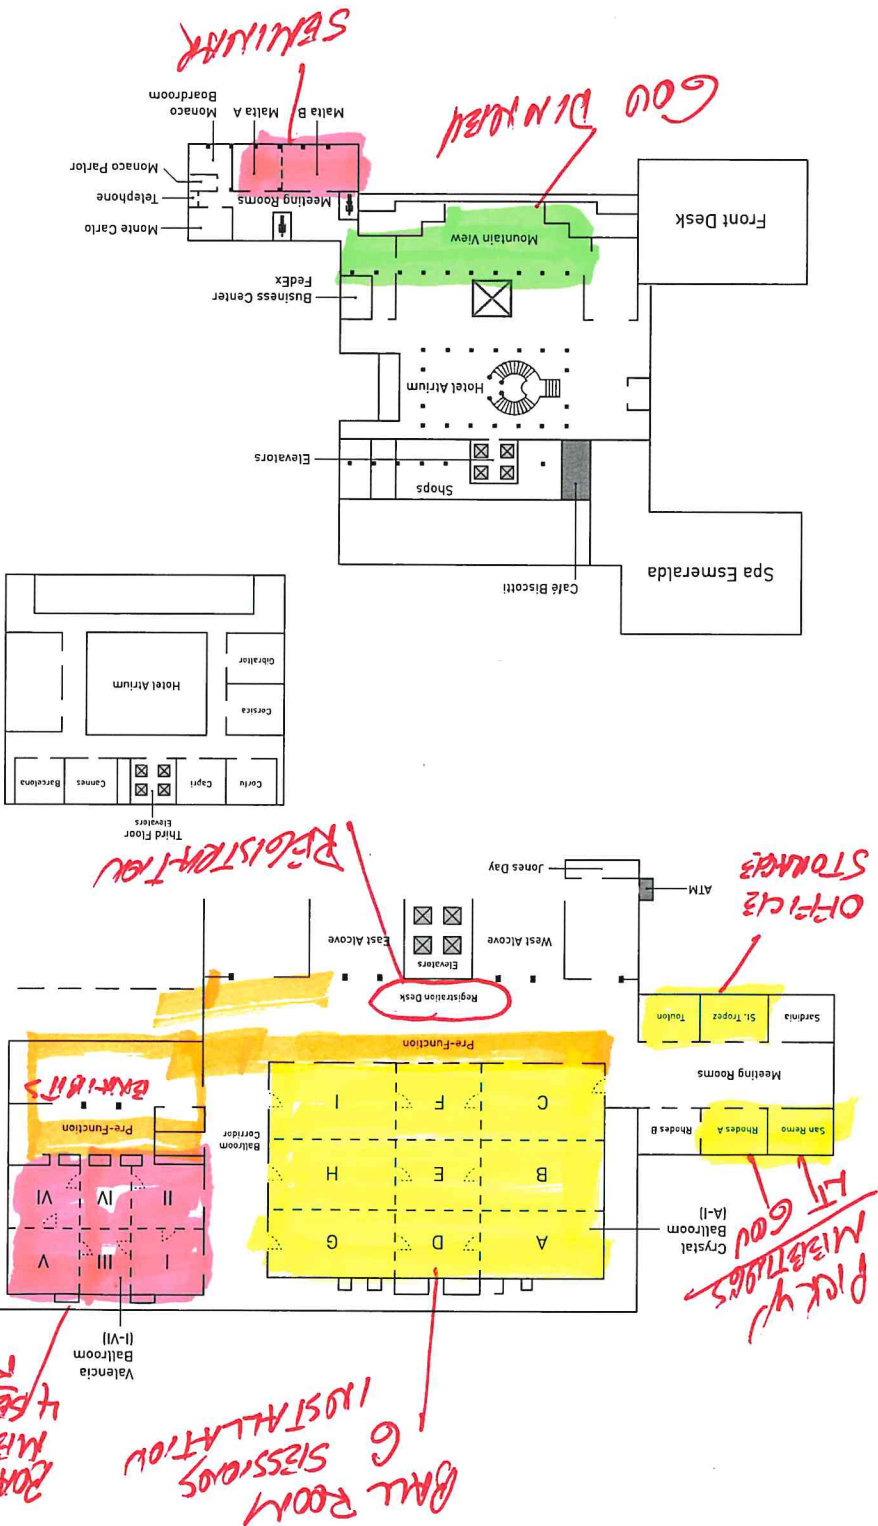 BALL ROOM
6 SESSIONS
INSTALLATION
Valencia
Ballroom
(I-VI)
PICK UP
MEETINGS
LT GOV
Crystal
Ballroom
(A-I)
I
III
V
II
IV
VI
G
D
A
H
E
B
I
F
C
Ballroom
Corridor
San Remo
Rhodes A
Rhodes B
Pre-Function
EXHIBITS
Meeting Rooms
Pre-Function
Sardinia
St. Tropez
Toulon
Registration Desk
OFFICE
STORAGE
East Alcove
Elevators
West Alcove
ATM
Jones Day
REGISTRATION
Third Floor
Elevators
Barcelona
Cannes
Capri
Corfu
Hotel Atrium
Corsica
Gibraltar
Spa Esmeralda
Café Biscotti
Shops
Elevators
Hotel Atrium
Business Center
FedEx
Mountain View
Front Desk
Monte Carlo
Telephone
Monaco Parlor
Monaco
Boardroom
Meeting Rooms
Malta A
Malta B
GOV DINNER
SEMINAR